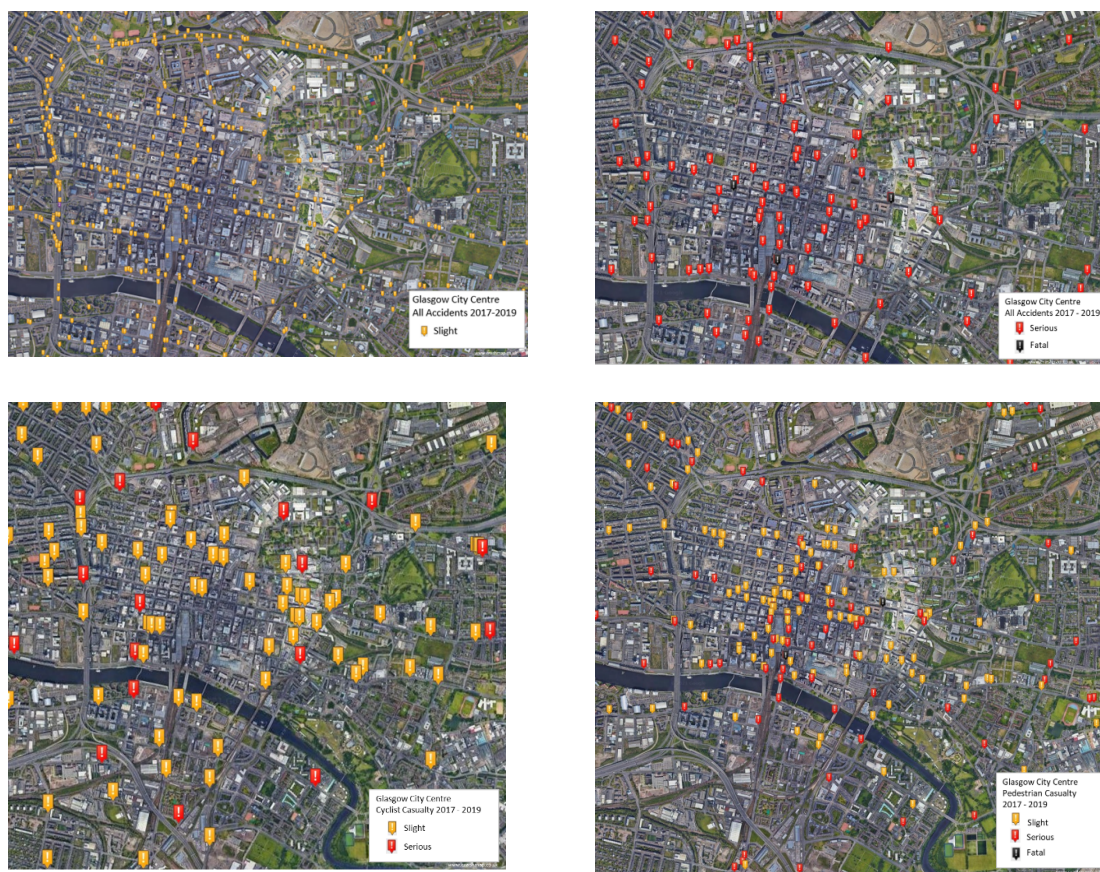 Glasgow City Centre
All Accidents 2017-2019
Slight
Glasgow City Centre
All Accidents 2017 - 2019
Serious
Fatal
Glasgow City Centre
Cyclist Casualty 2017 - 2019
Slight
Serious
Glasgow City Centre
Pedestrian Casualty
2017 - 2019
Slight
Serious
Fatal